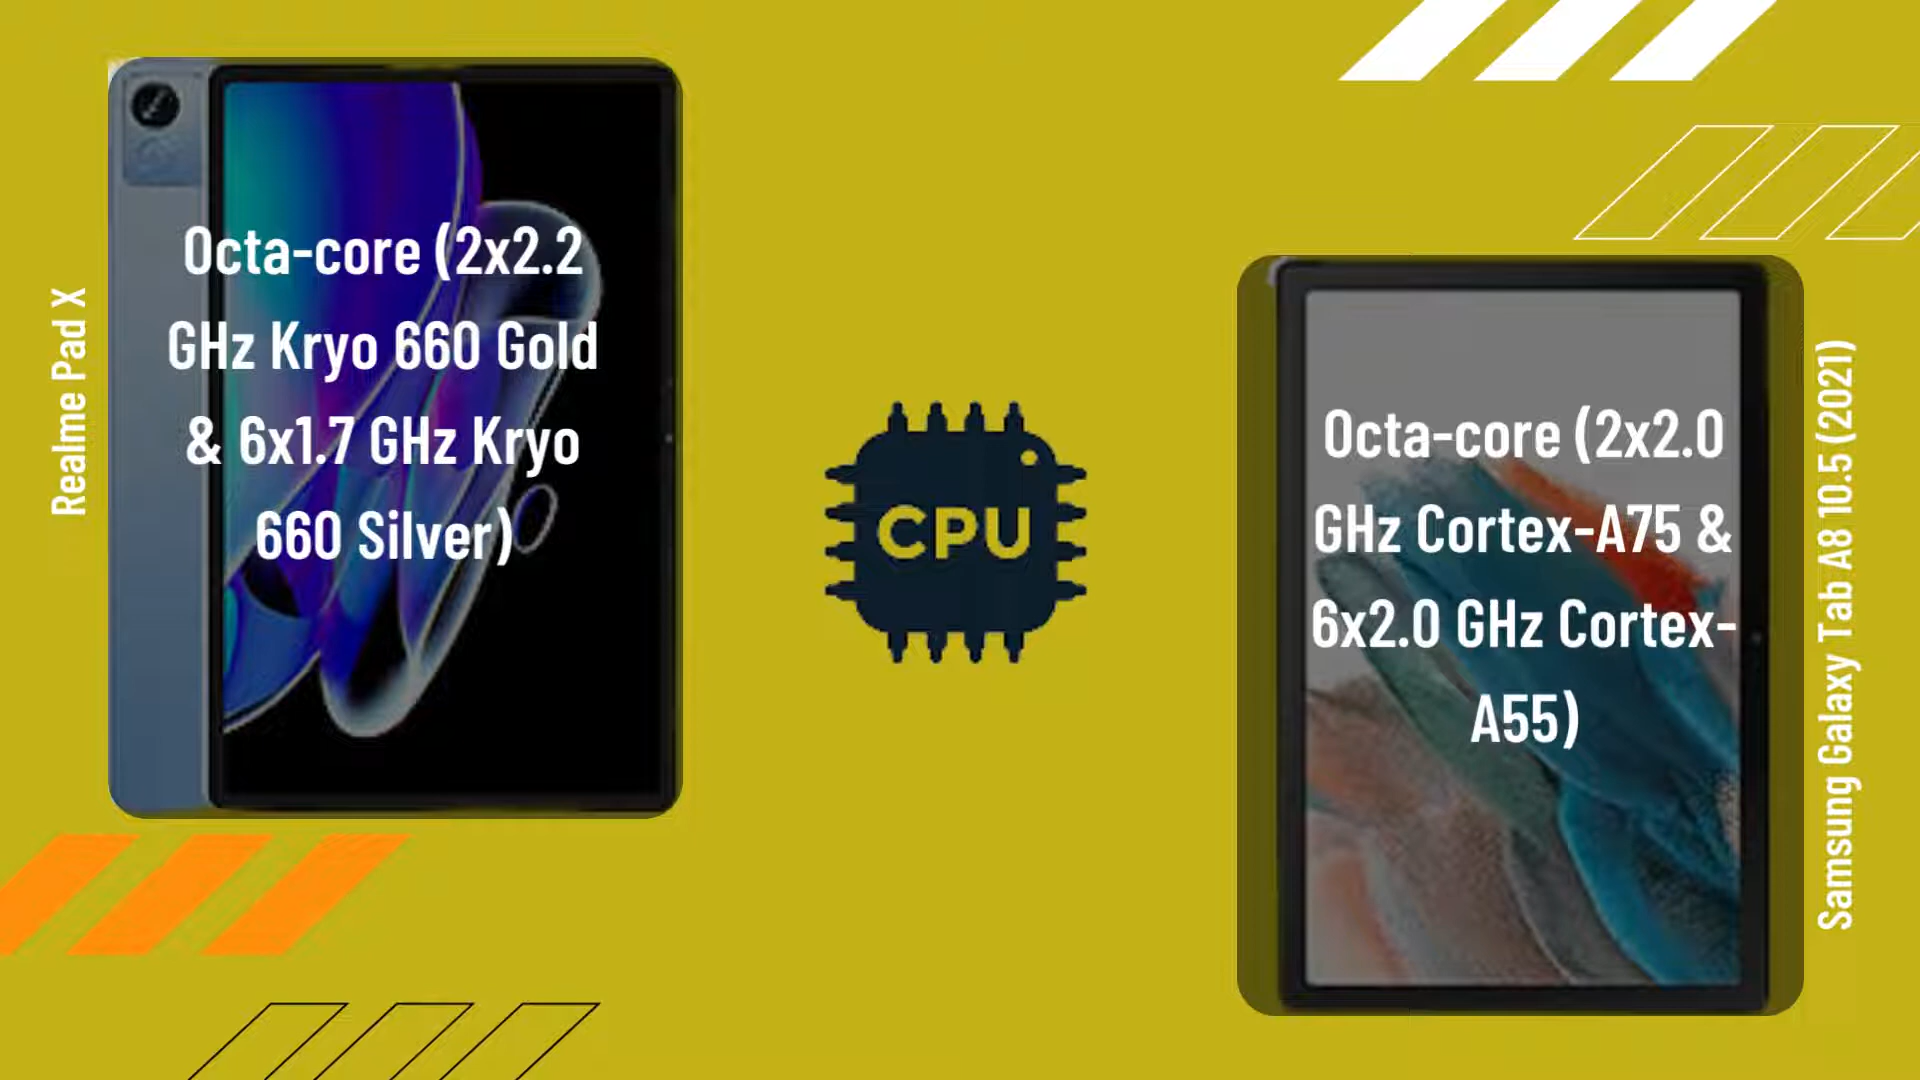 Realme Pad X
Octa-core (2x2.2
GHz Kryo 660 Gold
& 6x1.7 GHz Kryo
660 Silver)
CPU
Octa-core (2x2.0
GHz Cortex-A75 &
6x2.0 GHz Cortex-
A55)
Samsung Galaxy Tab A8 10.5 (2021)